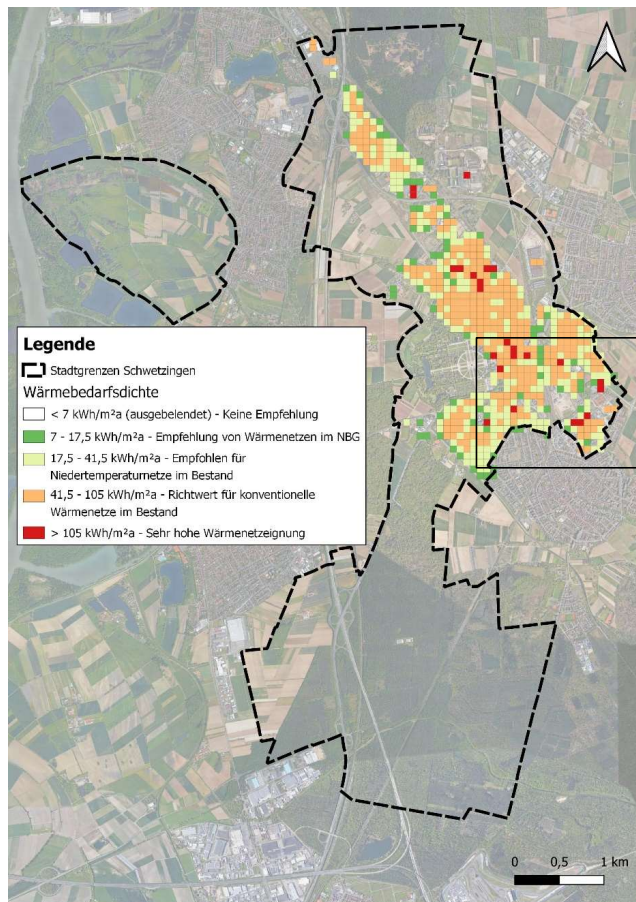 Legende
Stadtgrenzen Schwetzingen
Wärmebedarfsdichte
< 7 kWh/m²a (ausgebelendet) - Keine Empfehlung
7 - 17,5 kWh/m²a - Empfehlung von Wärmenetzen im NBG
17,5 - 41,5 kWh/m²a - Empfohlen für
Niedertemperaturnetze im Bestand
41,5 - 105 kWh/m²a - Richtwert für konventionelle
Wärmenetze im Bestand
> 105 kWh/m²a - Sehr hohe Wärmenetzeignung
0 0,5 1 km